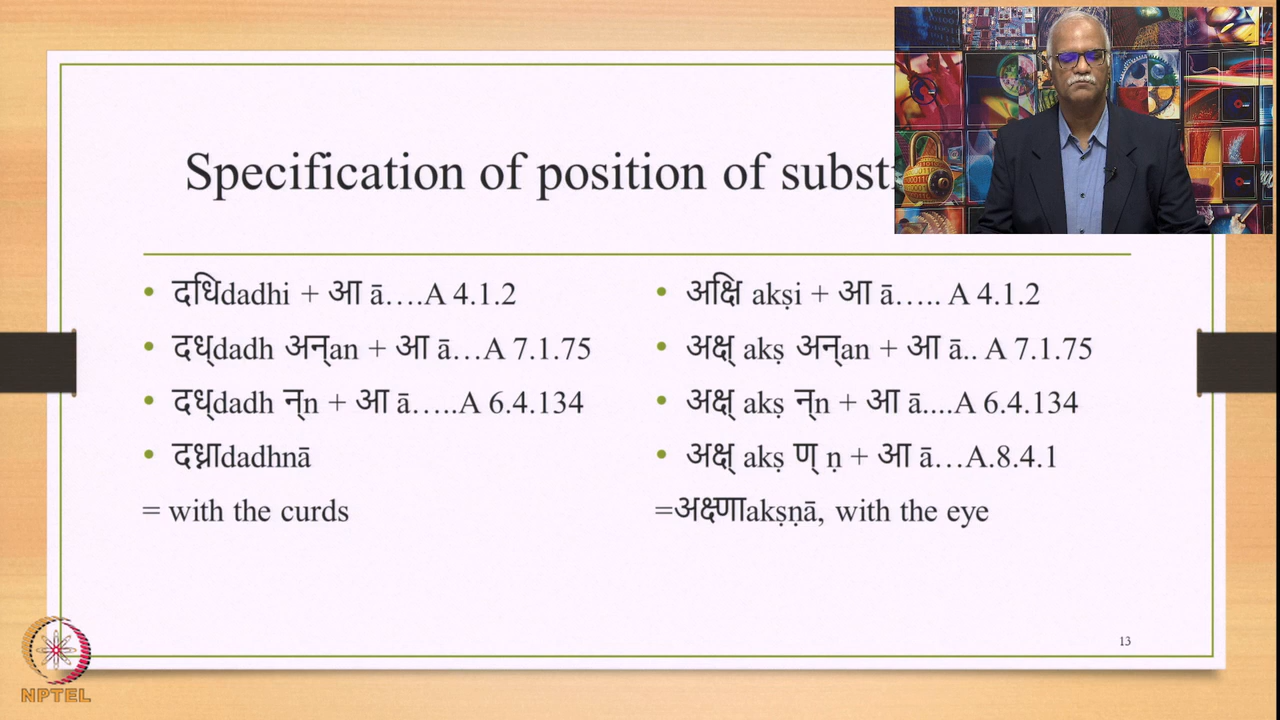 Specification of position of subst
• दधिdadhi + आ ā….A 4.1.2
• दध्dadh अन्an + आ ā…A 7.1.75
• दध्dadh न्n + आ ā…..A 6.4.134
• दध्नाdadhnā
= with the curds
• अक्षि akṣi + आ ā….. A 4.1.2
• अक्ष् akṣ अन्an + आ ā.. A 7.1.75
• अक्ष् akṣ न्n + आ ā....A 6.4.134
• अक्ष् akṣ ण् ṇ + आ ā…A.8.4.1
=अक्ष्णाakṣṇā, with the eye
13
NPTEL